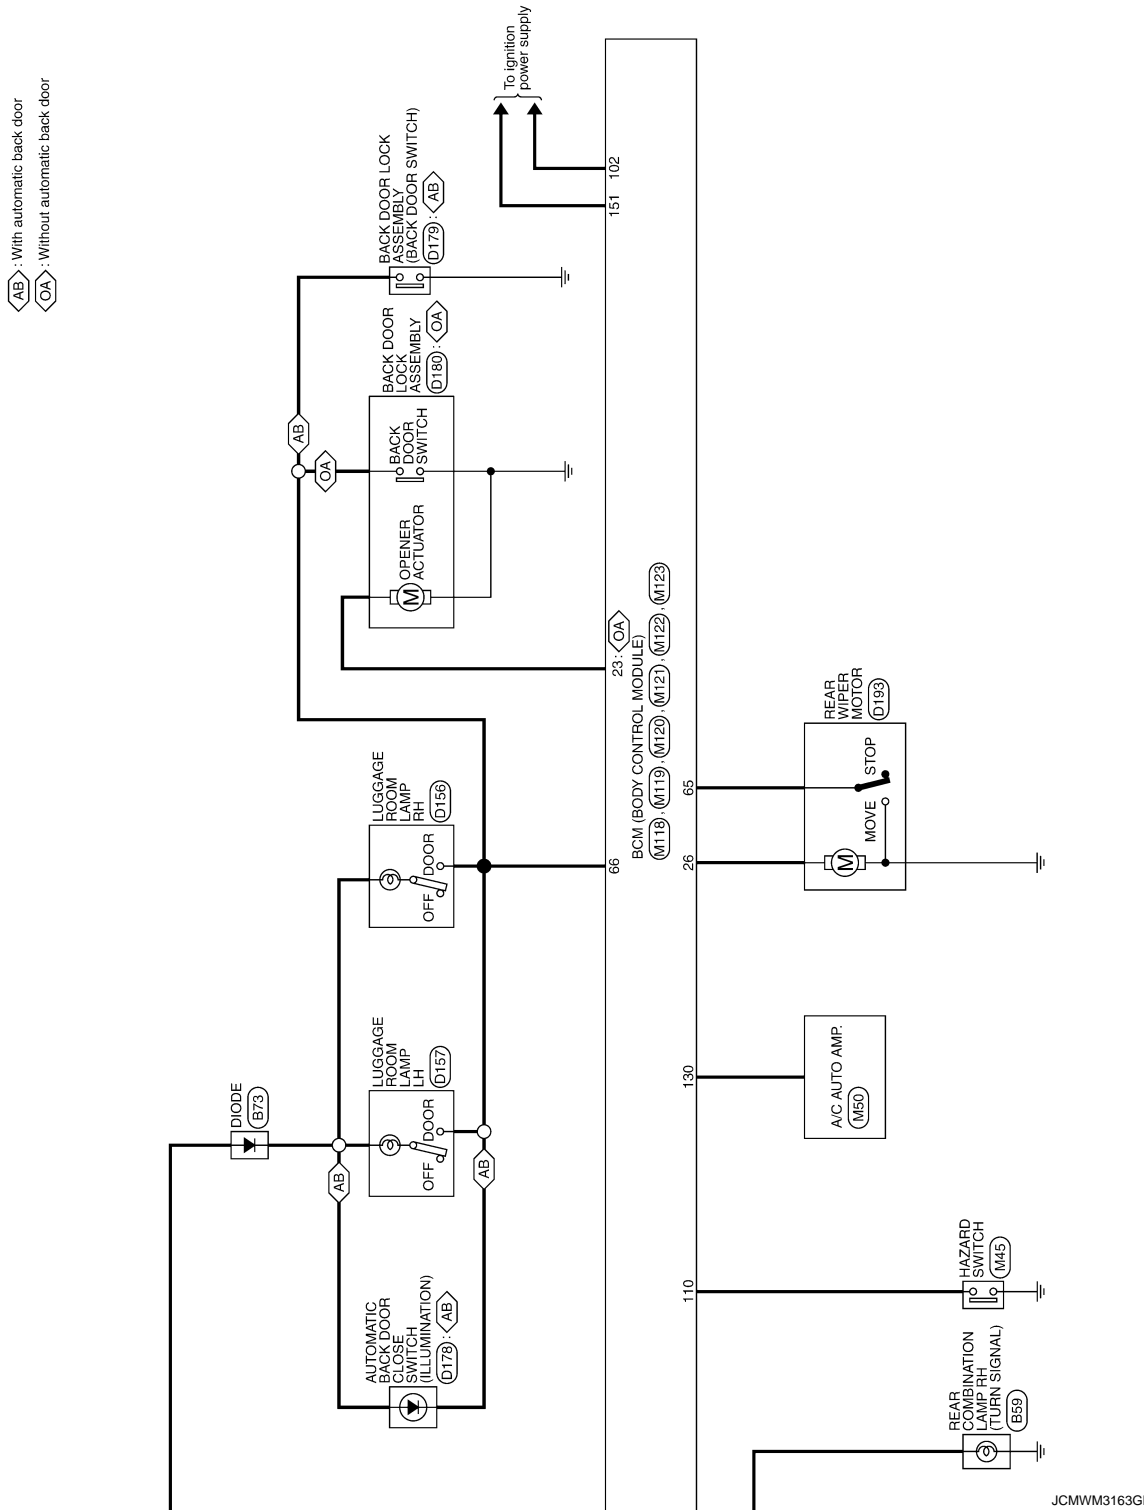 AB : With automatic back door
OA : Without automatic back door
DIODE
B73
AUTOMATIC
BACK DOOR
CLOSE
SWITCH
(ILLUMINATION)
D178 : AB
AB
AB
LUGGAGE
ROOM
LAMP
LH
D157
OFF
DOOR
LUGGAGE
ROOM
LAMP
RH
D156
OFF
DOOR
AB
OA
BACK DOOR
LOCK
ASSEMBLY
D180 : OA
OPENER
ACTUATOR
M
BACK
DOOR
SWITCH
BACK DOOR LOCK
ASSEMBLY
(BACK DOOR SWITCH)
D179 : AB
To ignition
power supply
66
23 : OA
151
102
BCM (BODY CONTROL MODULE)
M118 , M119 , M120 , M121 , M122 , M123
110
130
26
65
REAR
COMBINATION
LAMP RH
(TURN SIGNAL)
B59
HAZARD
SWITCH
M45
A/C AUTO AMP.
M50
REAR
WIPER
MOTOR
D193
M
MOVE
STOP
JCMWM3163G